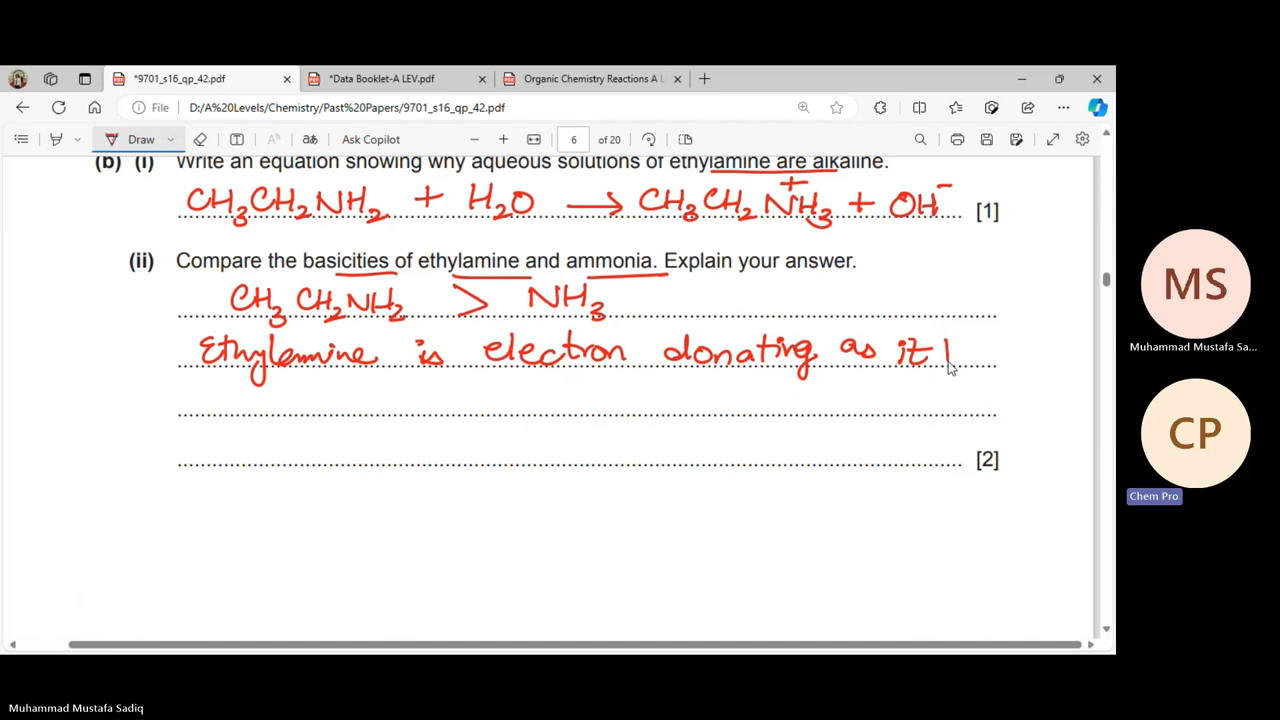 *9701_s16_qp_42.pdf
*Data Booklet-A LEV.pdf
Organic Chemistry Reactions A L
File
D:/A%20Levels/Chemistry/Past%20Papers/9701_s16_qp_42.pdf
Draw
Ask Copilot
6 of 20
(b) (i) Write an equation showing why aqueous solutions of ethylamine are alkaline.
CH₃CH₂NH₂ + H₂O → CH₃CH₂N⁺H₃ + OH⁻ [1]
(ii) Compare the basicities of ethylamine and ammonia. Explain your answer.
CH₃CH₂NH₂ > NH₃
Ethylemine is electron donating as it
[2]
MS
Muhammad Mustafa Sa...
CP
Chem Pro
Muhammad Mustafa Sadiq